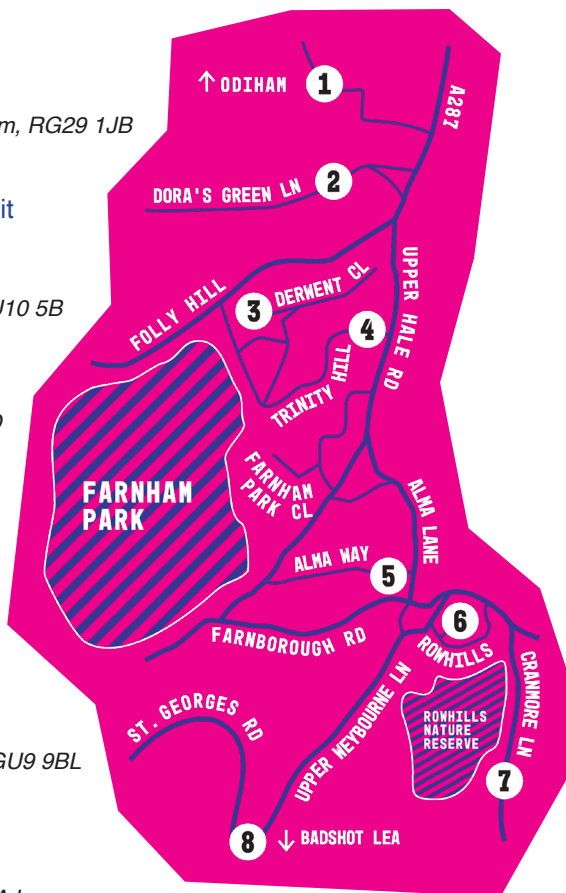 m, RG29 1JB
it
J10 5B
GU9 9BL
↑ ODIHAM
1
A287
2
DORA'S GREEN LN
FOLLY HILL
3
DERWENT CL
4
UPPER HALE RD
TRINITY HILL
FARNHAM
PARK
FARNHAM
PARK CL
ALMA LANE
ALMA WAY
5
FARNBOROUGH RD
6
ROWHILLS
CRANMORE LN
ST.GEORGES RD
UPPER WEYBOURNE LN
ROWHILLS
NATURE
RESERVE
7
8
↓ BADSHOT LEA